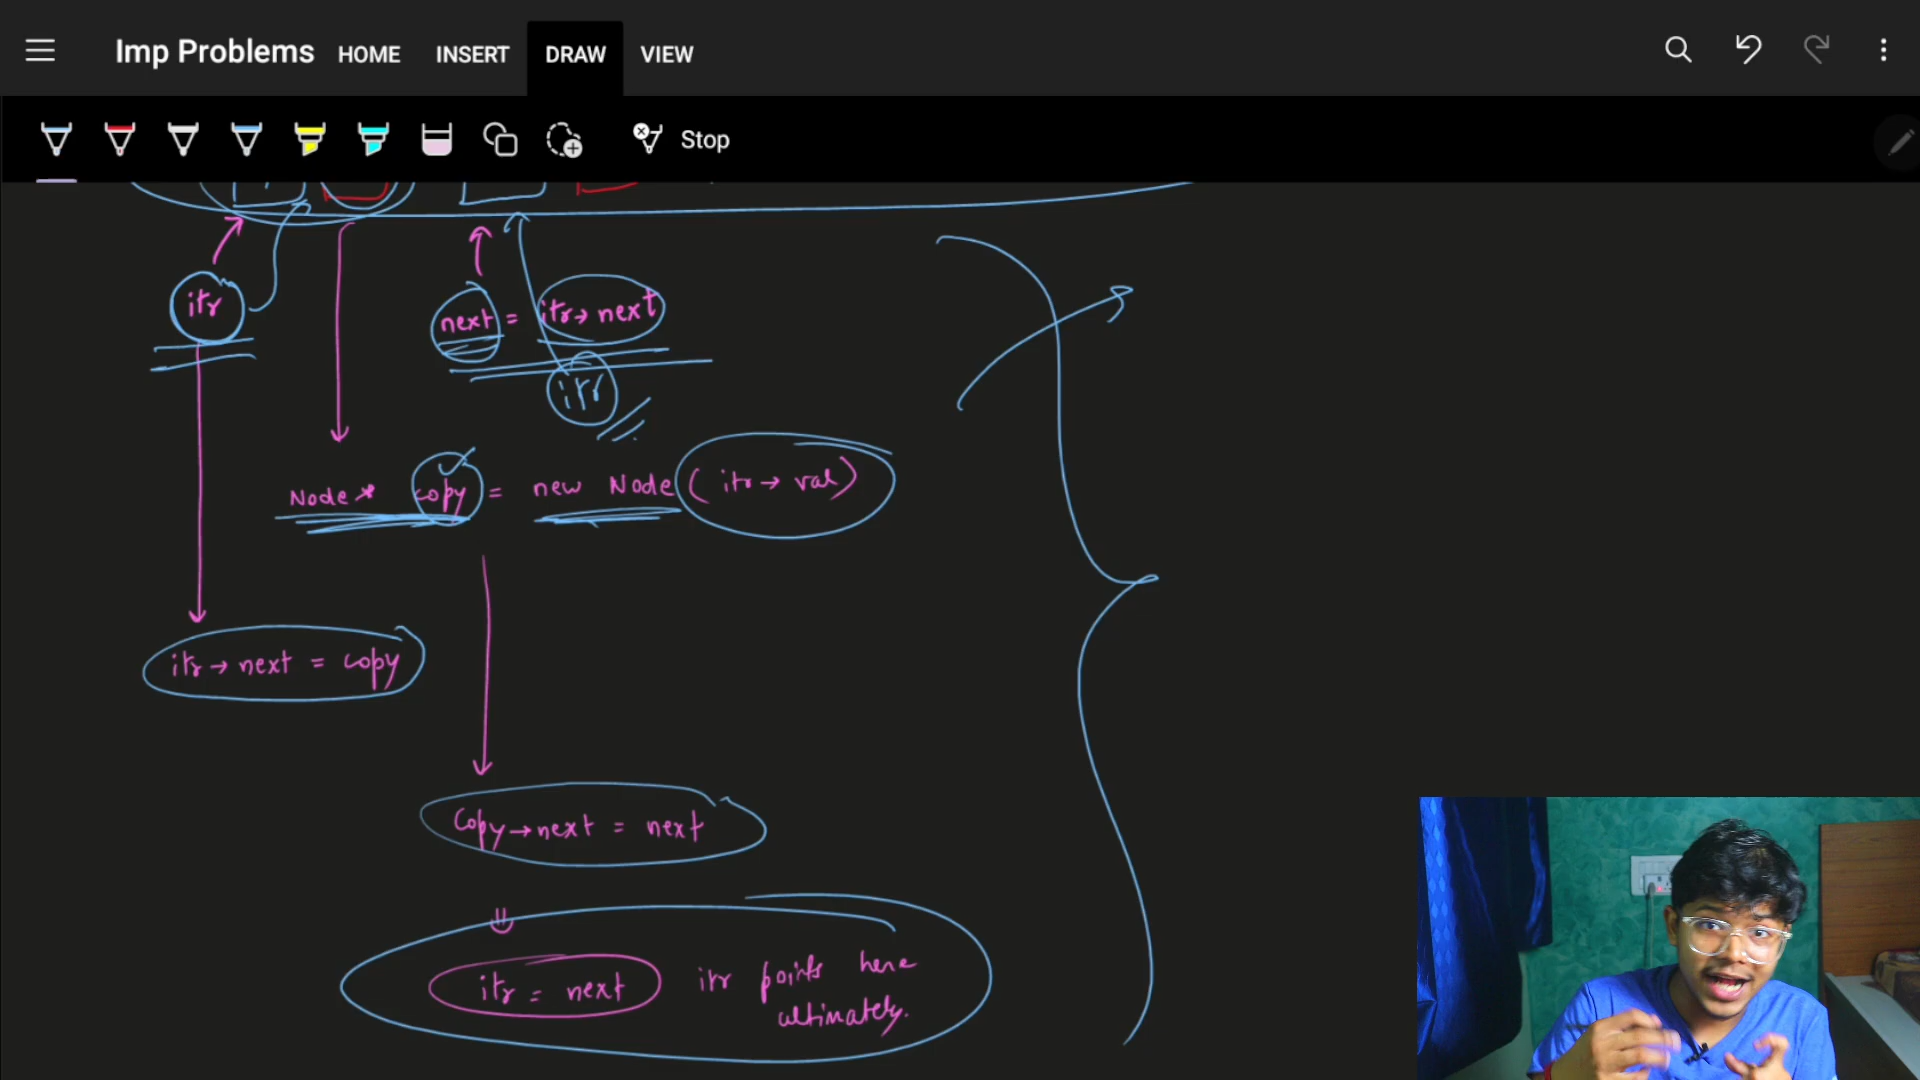 Imp Problems HOME INSERT DRAW VIEW
Stop
itr
next = itr→next
itr
Node* copy = new Node (itr→val)
itr→next = copy
copy→next = next
itr = next itr points here
ultimately.